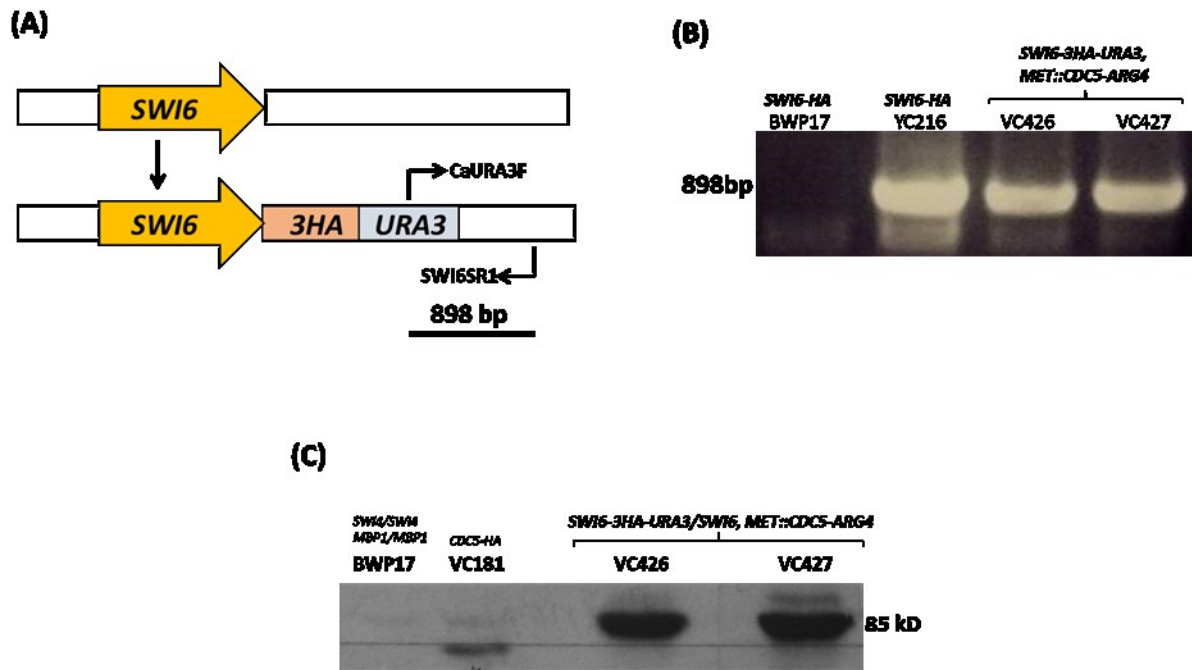 (A)
SWI6
SWI6
3HA
URA3
CaURA3F
SWI6SR1
898 bp
(B)
SWI6-3HA-URA3,
MET::CDC5-ARG4
SWI6-HA
SWI6-HA
BWP17
YC216
VC426
VC427
898bp
(C)
SWI4/SWI4
MBP1/MBP1
CDC5-HA
SWI6-3HA-URA3/SWI6, MET::CDC5-ARG4
BWP17
VC181
VC426
VC427
85 kD